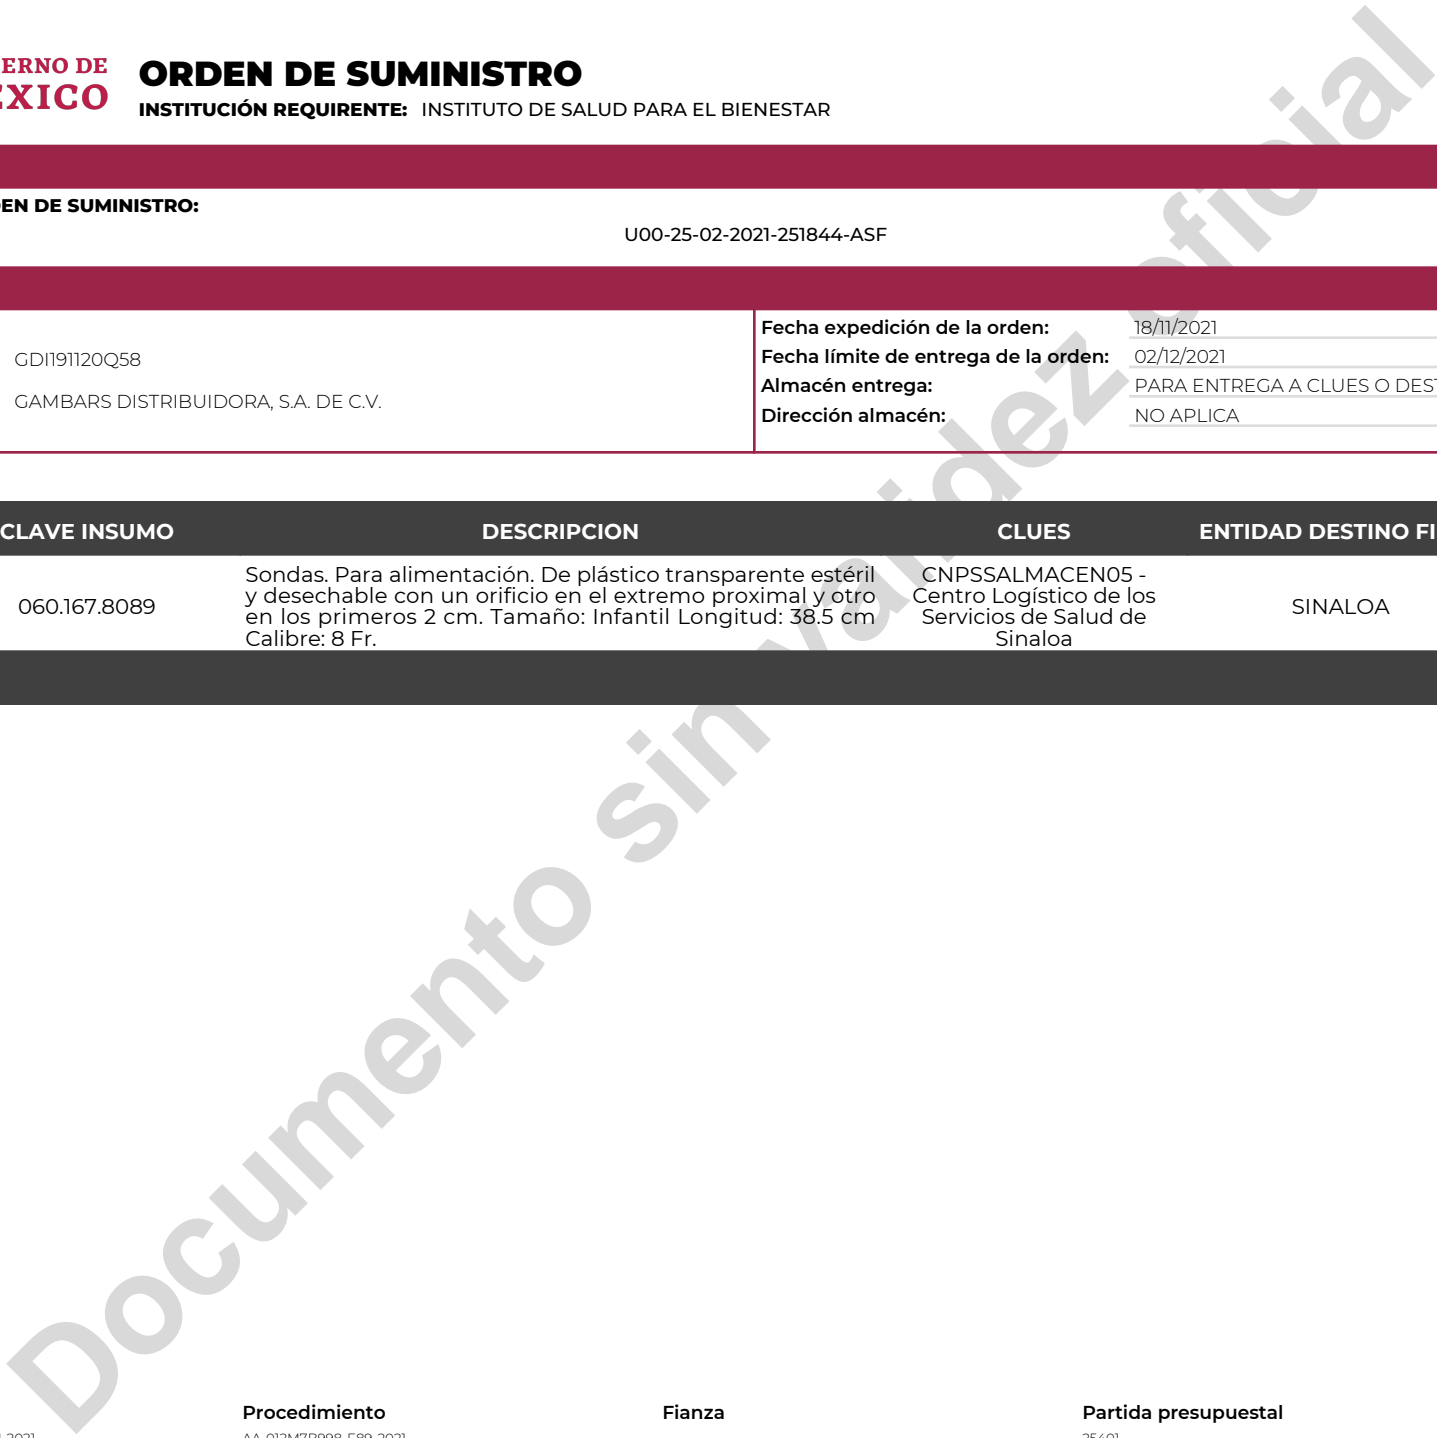 ERNO DE
ORDEN DE SUMINISTRO
INSTITUCIÓN REQUIRENTE: INSTITUTO DE SALUD PARA EL BIENESTAR
EXICO
EN DE SUMINISTRO:
U00-25-02-2021-251844-ASF
GDI191120Q58
GAMBARS DISTRIBUIDORA, S.A. DE C.V.
Fecha expedición de la orden: 18/11/2021
Fecha límite de entrega de la orden: 02/12/2021
Almacén entrega: PARA ENTREGA A CLUES O DEST
Dirección almacén: NO APLICA
CLAVE INSUMO DESCRIPCION CLUES ENTIDAD DESTINO FI
060.167.8089
Sondas. Para alimentación. De plástico transparente estéril
y desechable con un orificio en el extremo proximal y otro
en los primeros 2 cm. Tamaño: Infantil Longitud: 38.5 cm
Calibre: 8 Fr.
CNPSSALMACEN05 -
Centro Logístico de los
Servicios de Salud de
Sinaloa
SINALOA
Documento sin validez oficial
Procedimiento Fianza Partida presupuestal